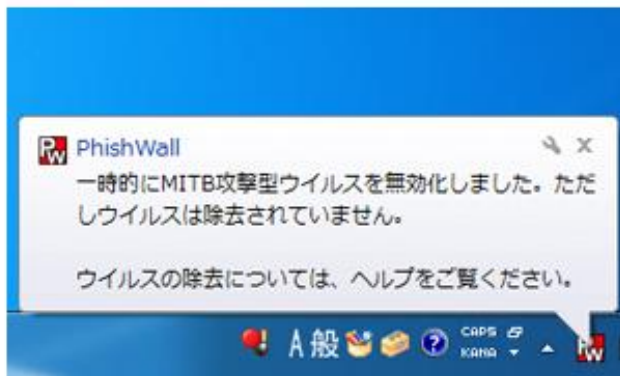 PhishWall
一時的にMITB攻撃型ウイルスを無効化しました。ただ
しウイルスは除去されていません。
ウイルスの除去については、ヘルプをご覧ください。
A 般 CAPS
KANA
PW